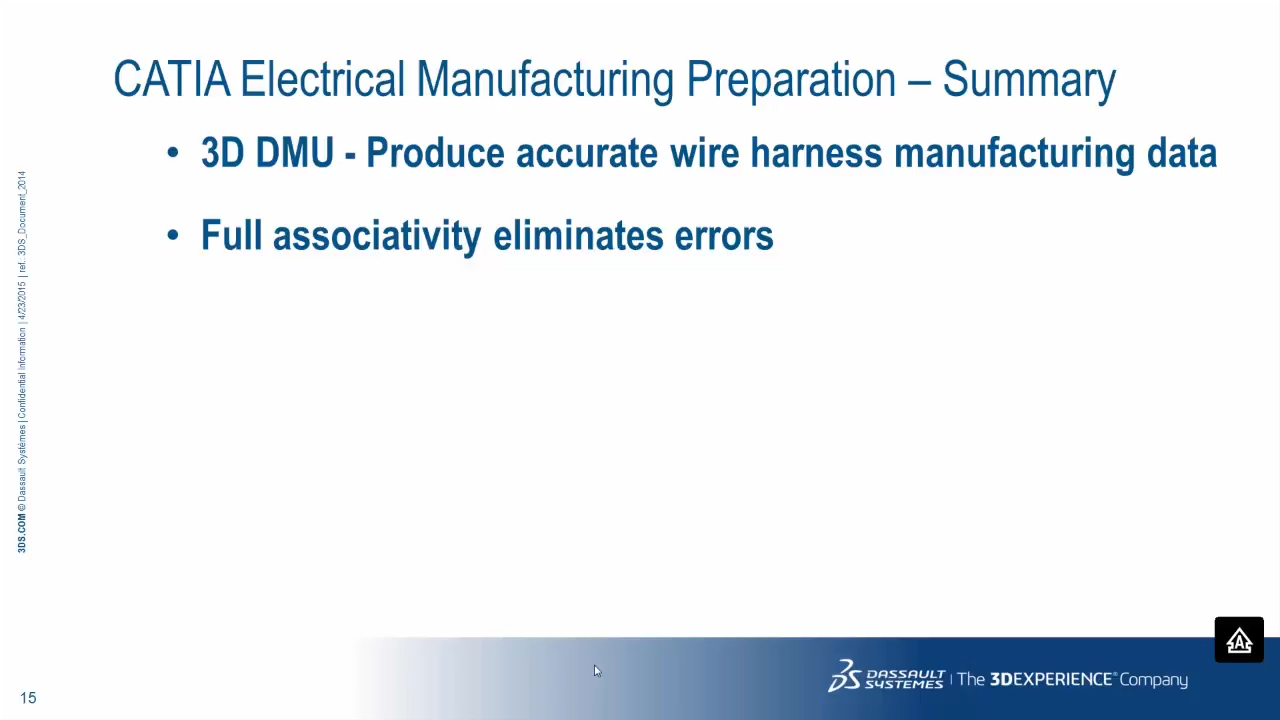 CATIA Electrical Manufacturing Preparation – Summary
• 3D DMU - Produce accurate wire harness manufacturing data
• Full associativity eliminates errors
3DS.COM © Dassault Systèmes | Confidential Information | 4/23/2015 | ref.: 3DS_Document_2014
A
DASSAULT SYSTEMES | The 3DEXPERIENCE® Company
15